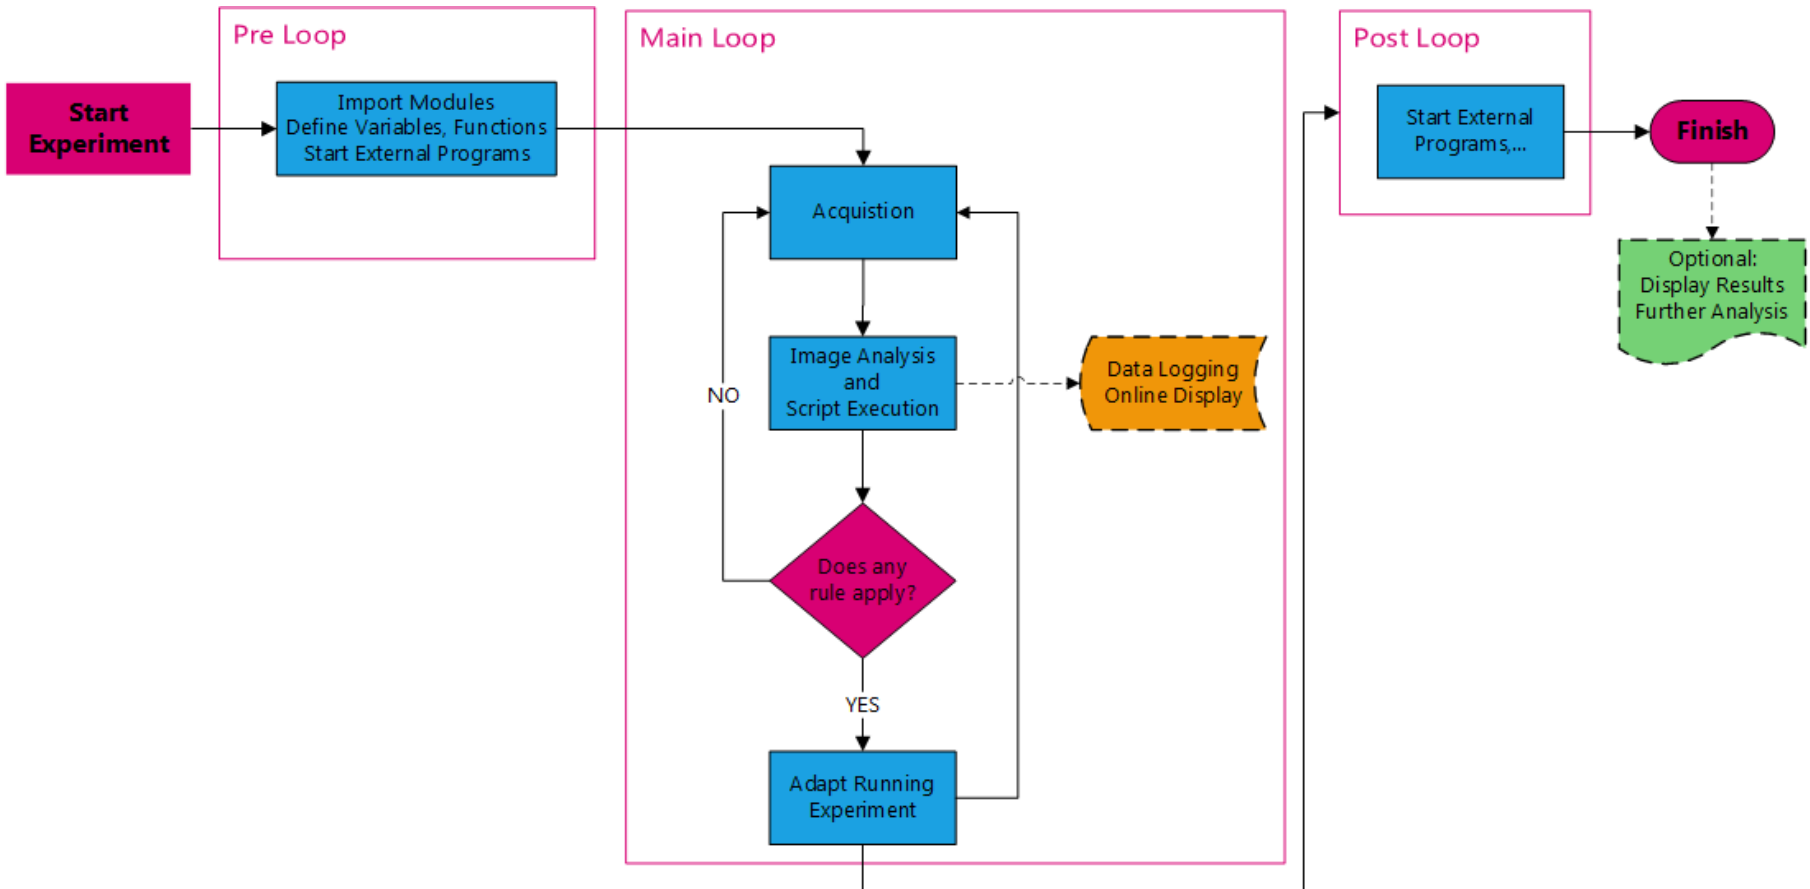 Pre Loop
Start
Experiment
Import Modules
Define Variables, Functions
Start External Programs
Main Loop
Acquistion
Image Analysis
and
Script Execution
Data Logging
Online Display
NO
Does any
rule apply?
YES
Adapt Running
Experiment
Post Loop
Start External
Programs,...
Finish
Optional:
Display Results
Further Analysis